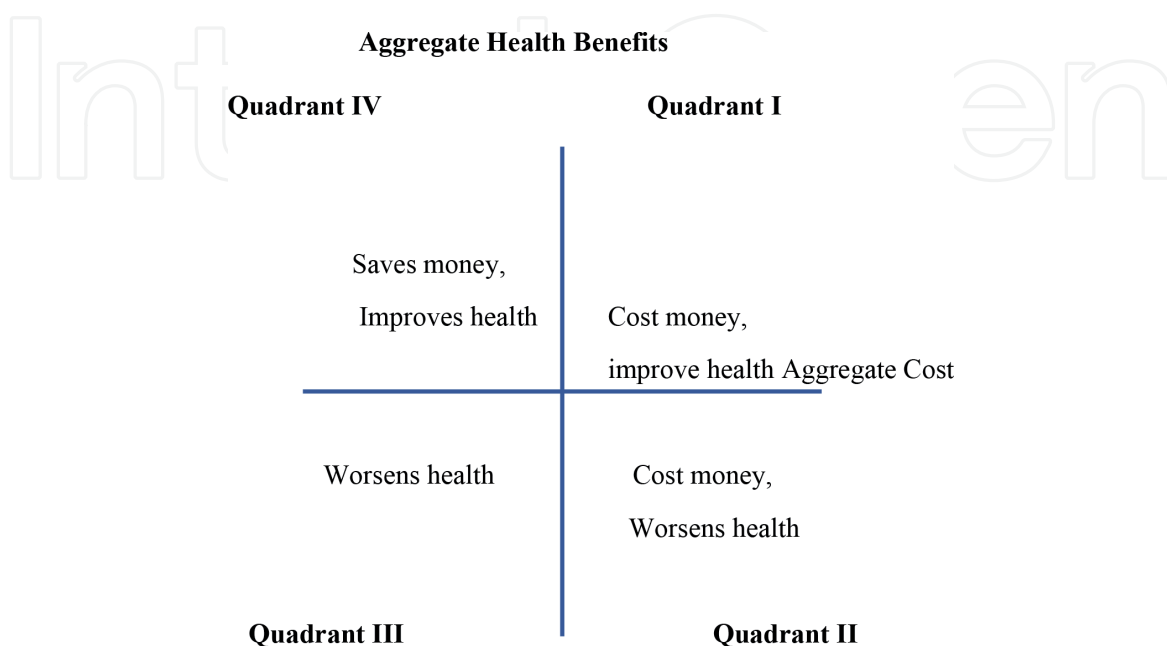 Aggregate Health Benefits
Quadrant IV Quadrant I
Saves money,
Improves health Cost money,
improve health Aggregate Cost
Worsens health Cost money,
Worsens health
Quadrant III Quadrant II